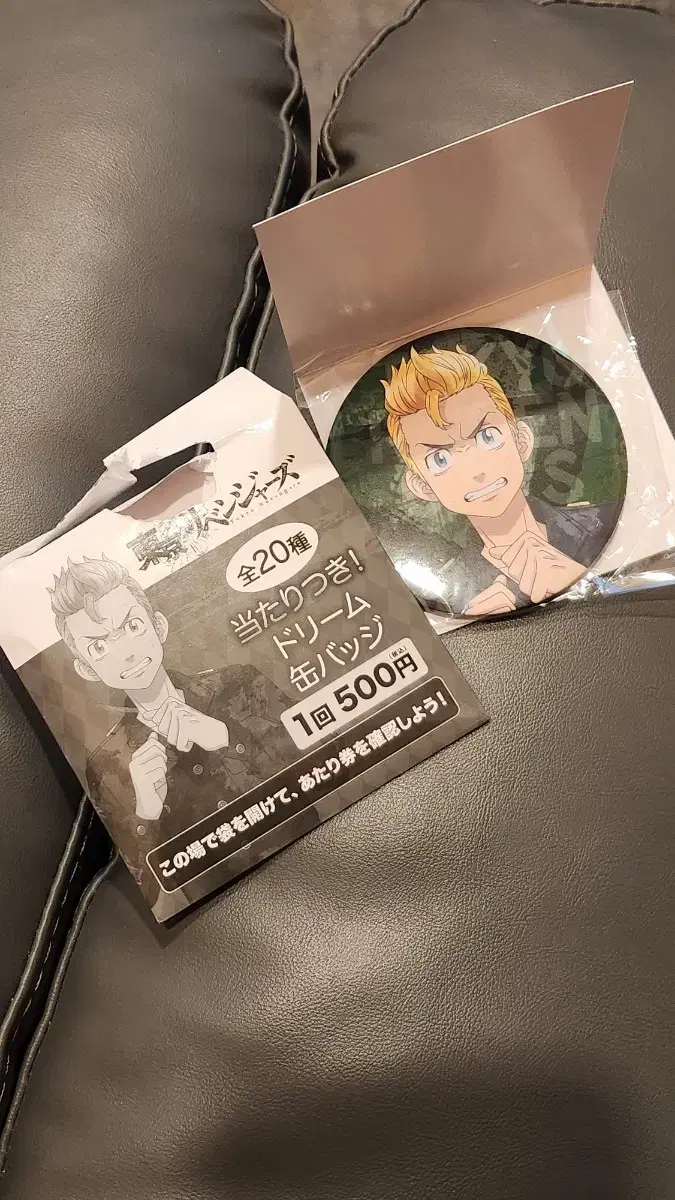 東京リベンジャーズ
Tokyo Revengers
全20種
当たりつき!
ドリーム
缶バッジ
1回500円
(税込)
この場で袋を開けて、あたり券を確認しよう!